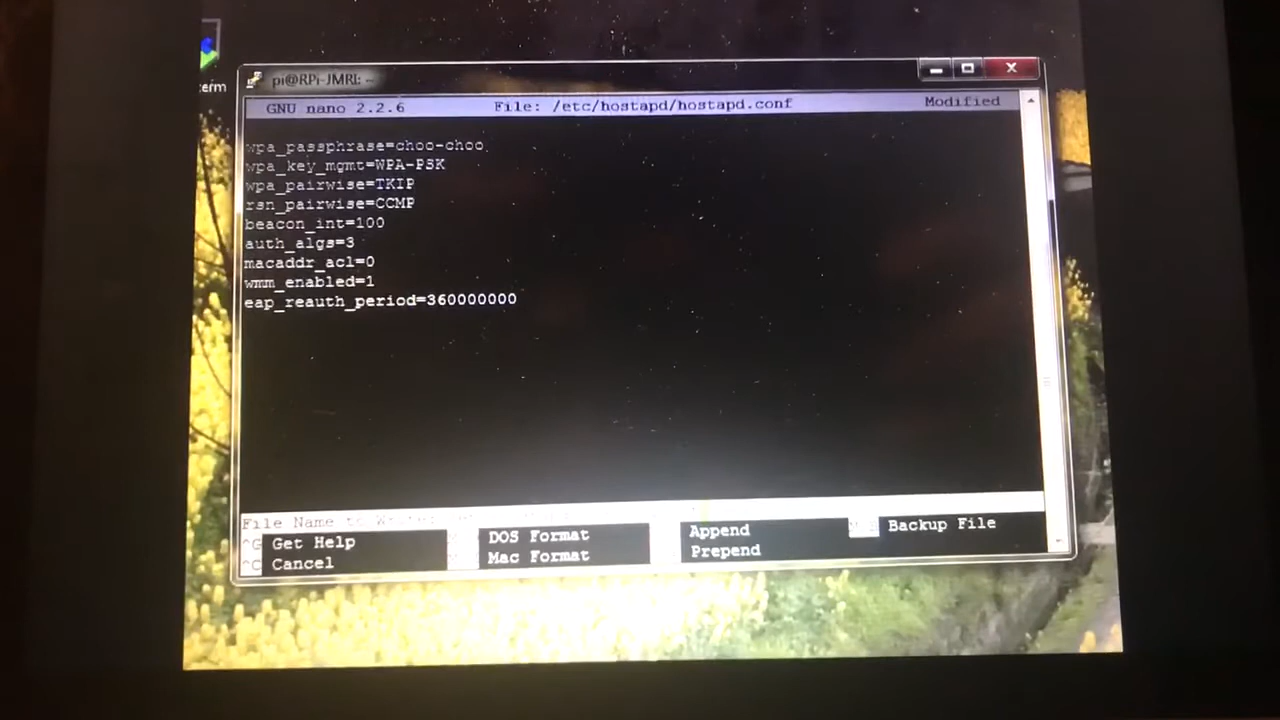 term
pi@RPi-JMRI: ~
GNU nano 2.2.6 File: /etc/hostapd/hostapd.conf Modified
wpa_passphrase=choo-choo
wpa_key_mgmt=WPA-PSK
wpa_pairwise=TKIP
rsn_pairwise=CCMP
beacon_int=100
auth_algs=3
macaddr_acl=0
wmm_enabled=1
eap_reauth_period=360000000
File Name to Write:
^G Get Help DOS Format Append Backup File
^C Cancel Mac Format Prepend